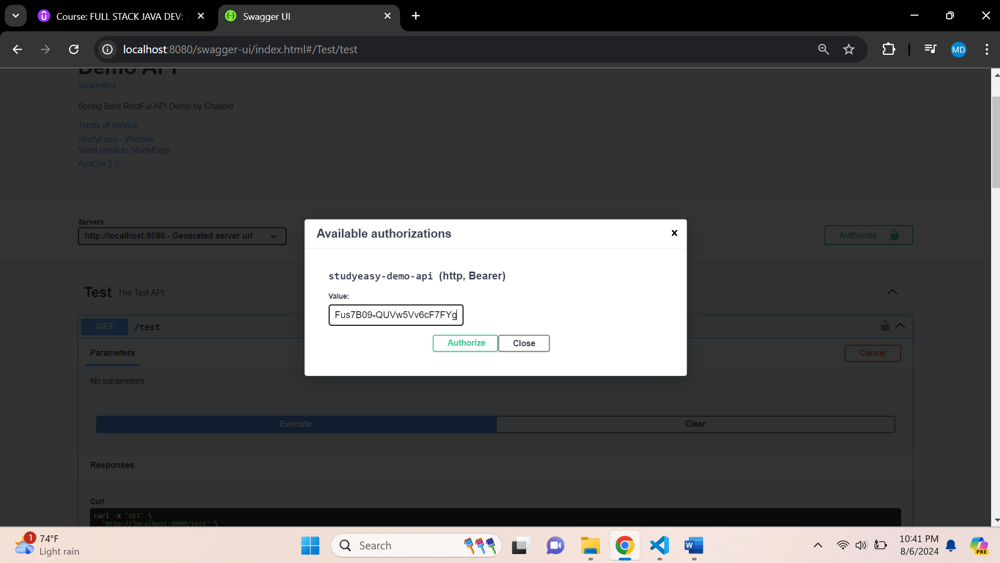 Course: FULL STACK JAVA DEV: J
Swagger UI
localhost:8080/swagger-ui/index.html#/Test/test
MD
Demo API
/v3/api-docs
Spring Boot RestFul API Demo by Chaand
Terms of service
StudyEasy - Website
Send email to StudyEasy
Apache 2.0
Servers
http://localhost:8080 - Generated server url
Authorize
Available authorizations
studyeasy-demo-api (http, Bearer)
Value:
Fus7B09-QUVw5Vv6cF7FYg
Authorize
Close
Test The Test API.
GET /test
Parameters
Cancel
No parameters
Execute
Clear
Responses
Curl
curl -X 'GET' \
'http://localhost:8080/test' \
1
74°F
Light rain
Search
W
10:41 PM
8/6/2024
PRE